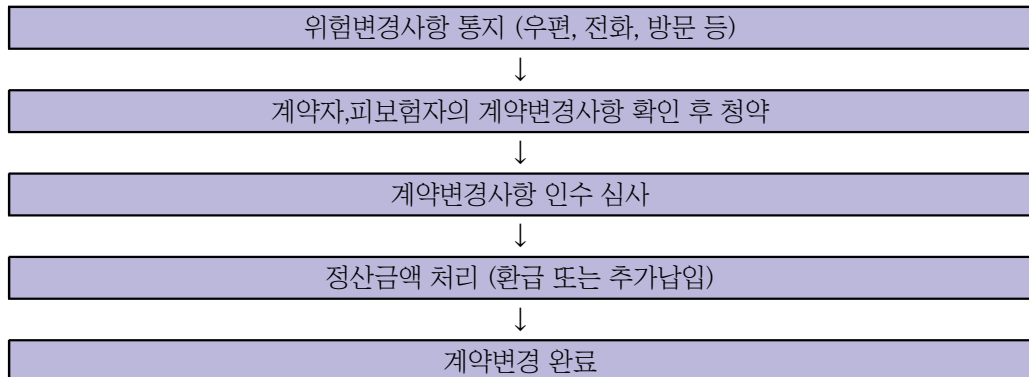 위험변경사항 통지 (우편, 전화, 방문 등)
↓
계약자,피보험자의 계약변경사항 확인 후 청약
↓
계약변경사항 인수 심사
↓
정산금액 처리 (환급 또는 추가납입)
↓
계약변경 완료